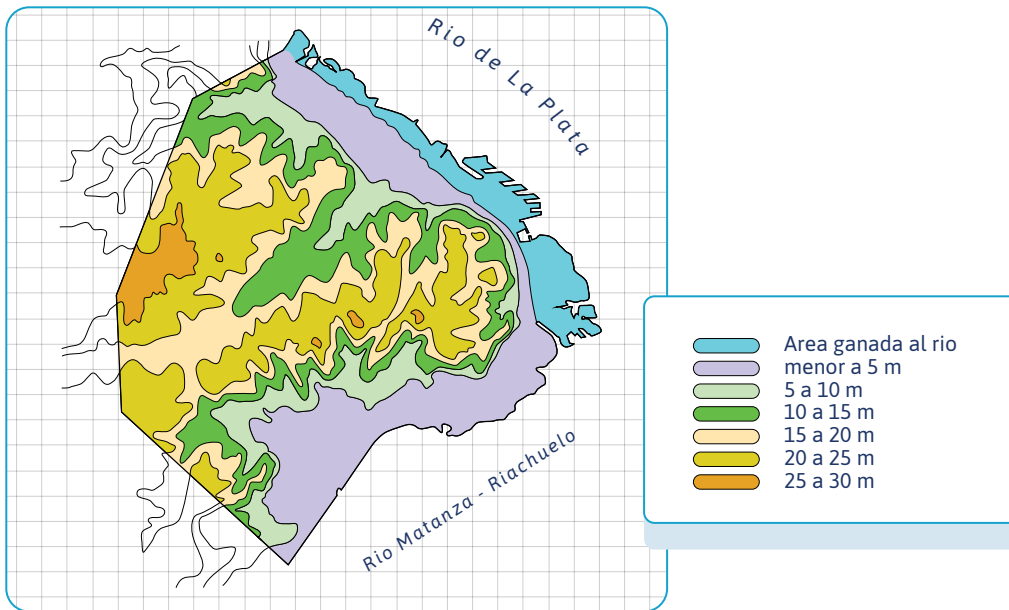 Rio de La Plata
Area ganada al rio
menor a 5 m
5 a 10 m
10 a 15 m
15 a 20 m
20 a 25 m
25 a 30 m
Rio Matanza - Riachuelo